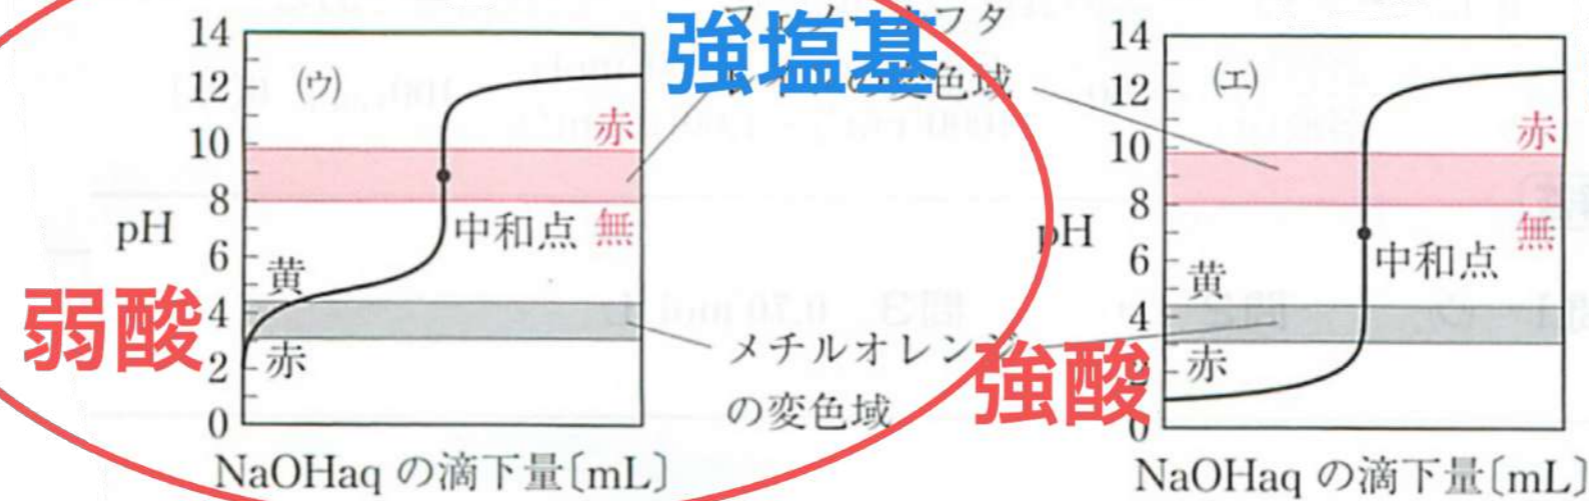 14
12
10
8
6
4
2
0
pH
(ウ)
赤
無
中和点
黄
赤
弱酸
NaOHaq の滴下量〔mL〕
強塩基
の変色域
メチルオレンジ
の変色域
強酸
14
12
10
8
6
4
0
pH
(エ)
赤
無
中和点
黄
赤
NaOHaq の滴下量〔mL〕